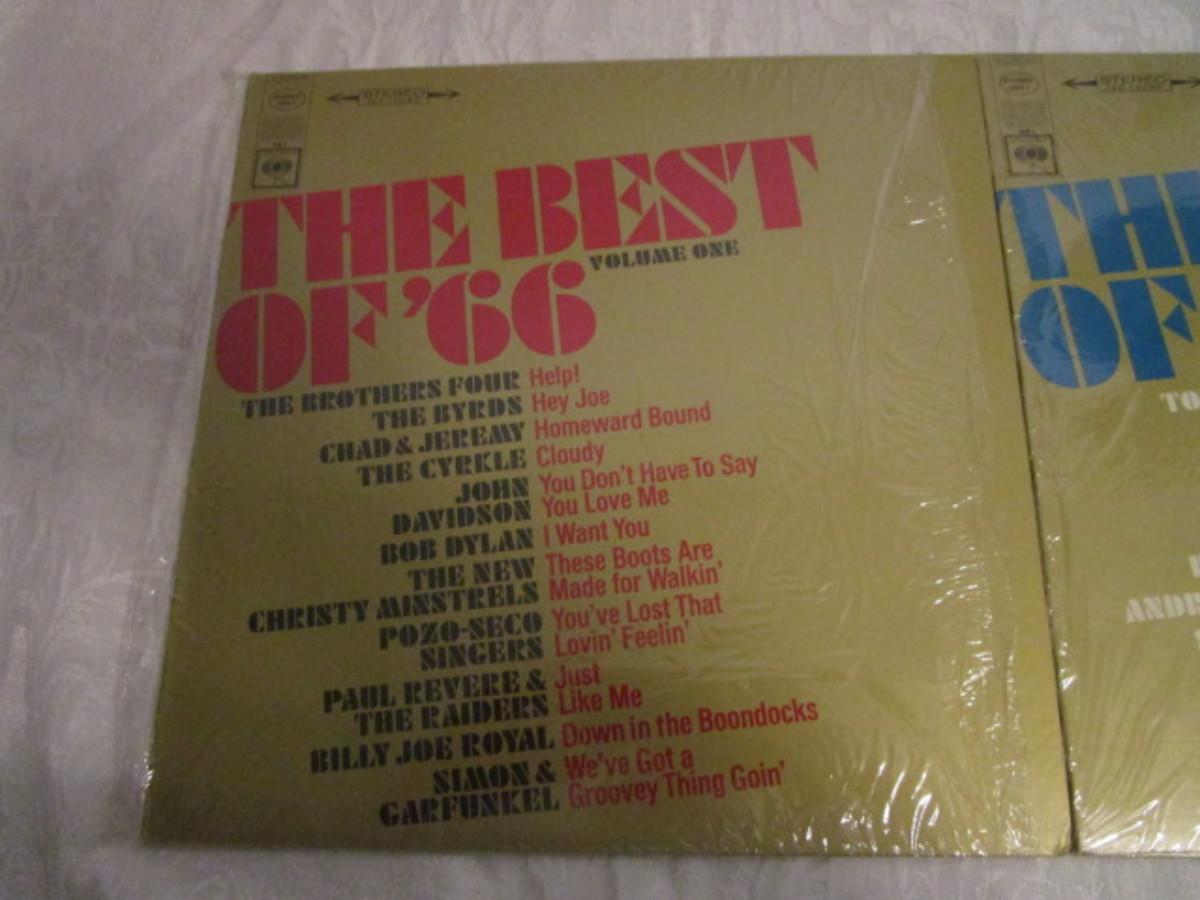 STEREO
THE BEST
VOLUME ONE
OF '66
THE BROTHERS FOUR Help!
THE BYRDS Hey Joe
CHAD & JEREMY Homeward Bound
THE CYRKLE Cloudy
JOHN You Don't Have To Say
DAVIDSON You Love Me
BOB DYLAN I Want You
THE NEW These Boots Are
CHRISTY MINSTRELS Made for Walkin'
POZO-SECO You've Lost That
SINGERS Lovin' Feelin'
PAUL REVERE & Just
THE RAIDERS Like Me
BILLY JOE ROYAL Down in the Boondocks
SIMON & We've Got a
GARFUNKEL Groovey Thing Goin'
STEREO
TH
OF
TO
AND